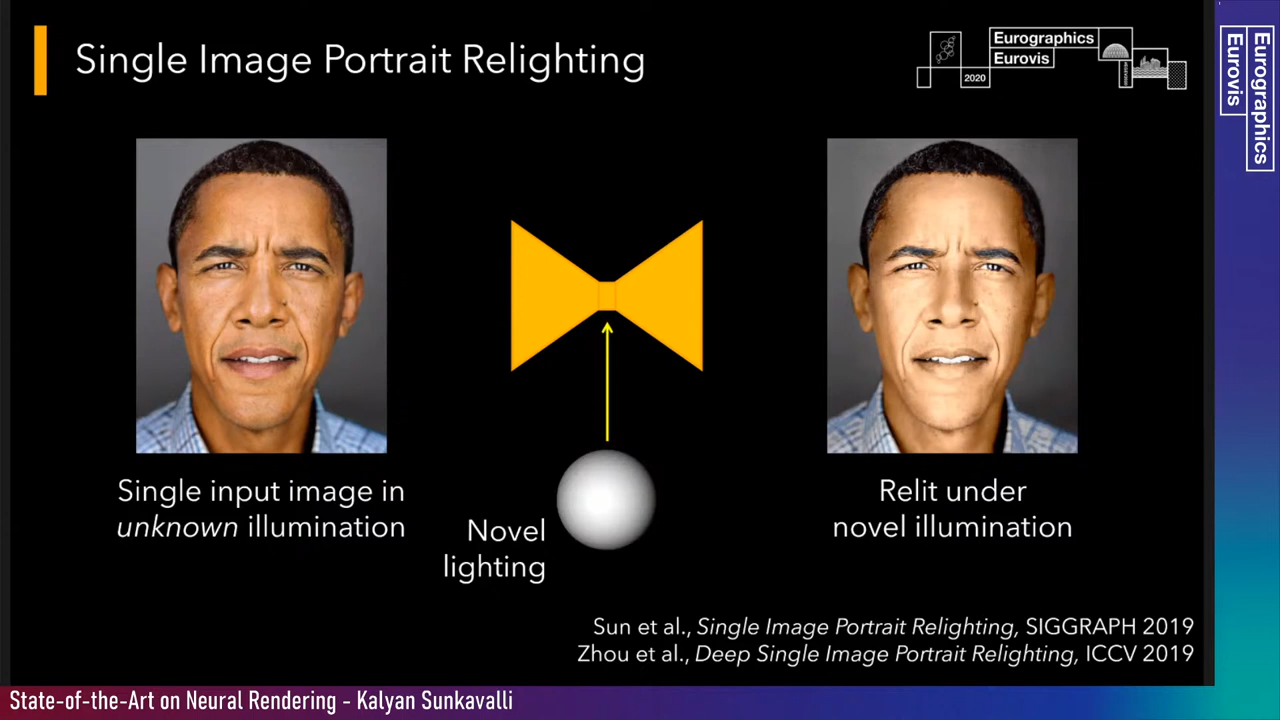 Single Image Portrait Relighting
Eurographics
Eurovis
2020
Eurographics
Eurovis
Single input image in
unknown illumination
Novel
lighting
Relit under
novel illumination
Sun et al., Single Image Portrait Relighting, SIGGRAPH 2019
Zhou et al., Deep Single Image Portrait Relighting, ICCV 2019
State-of-the-Art on Neural Rendering - Kalyan Sunkavalli